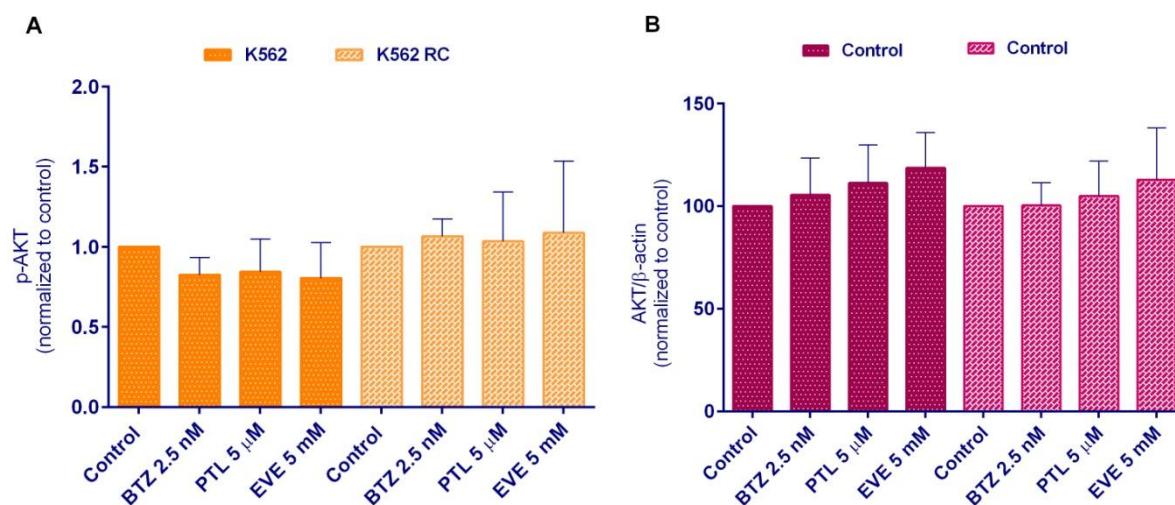 A
K562
K562 RC
p-AKT
(normalized to control)
2.0
1.5
1.0
0.5
0.0
Control
BTZ 2.5 nM
PTL 5 μM
EVE 5 mM
Control
BTZ 2.5 nM
PTL 5 μM
EVE 5 mM
B
Control
Control
AKT/β-actin
(normalized to control)
150
100
50
0
Control
BTZ 2.5 nM
PTL 5 μM
EVE 5 mM
Control
BTZ 2.5 nM
PTL 5 μM
EVE 5 mM